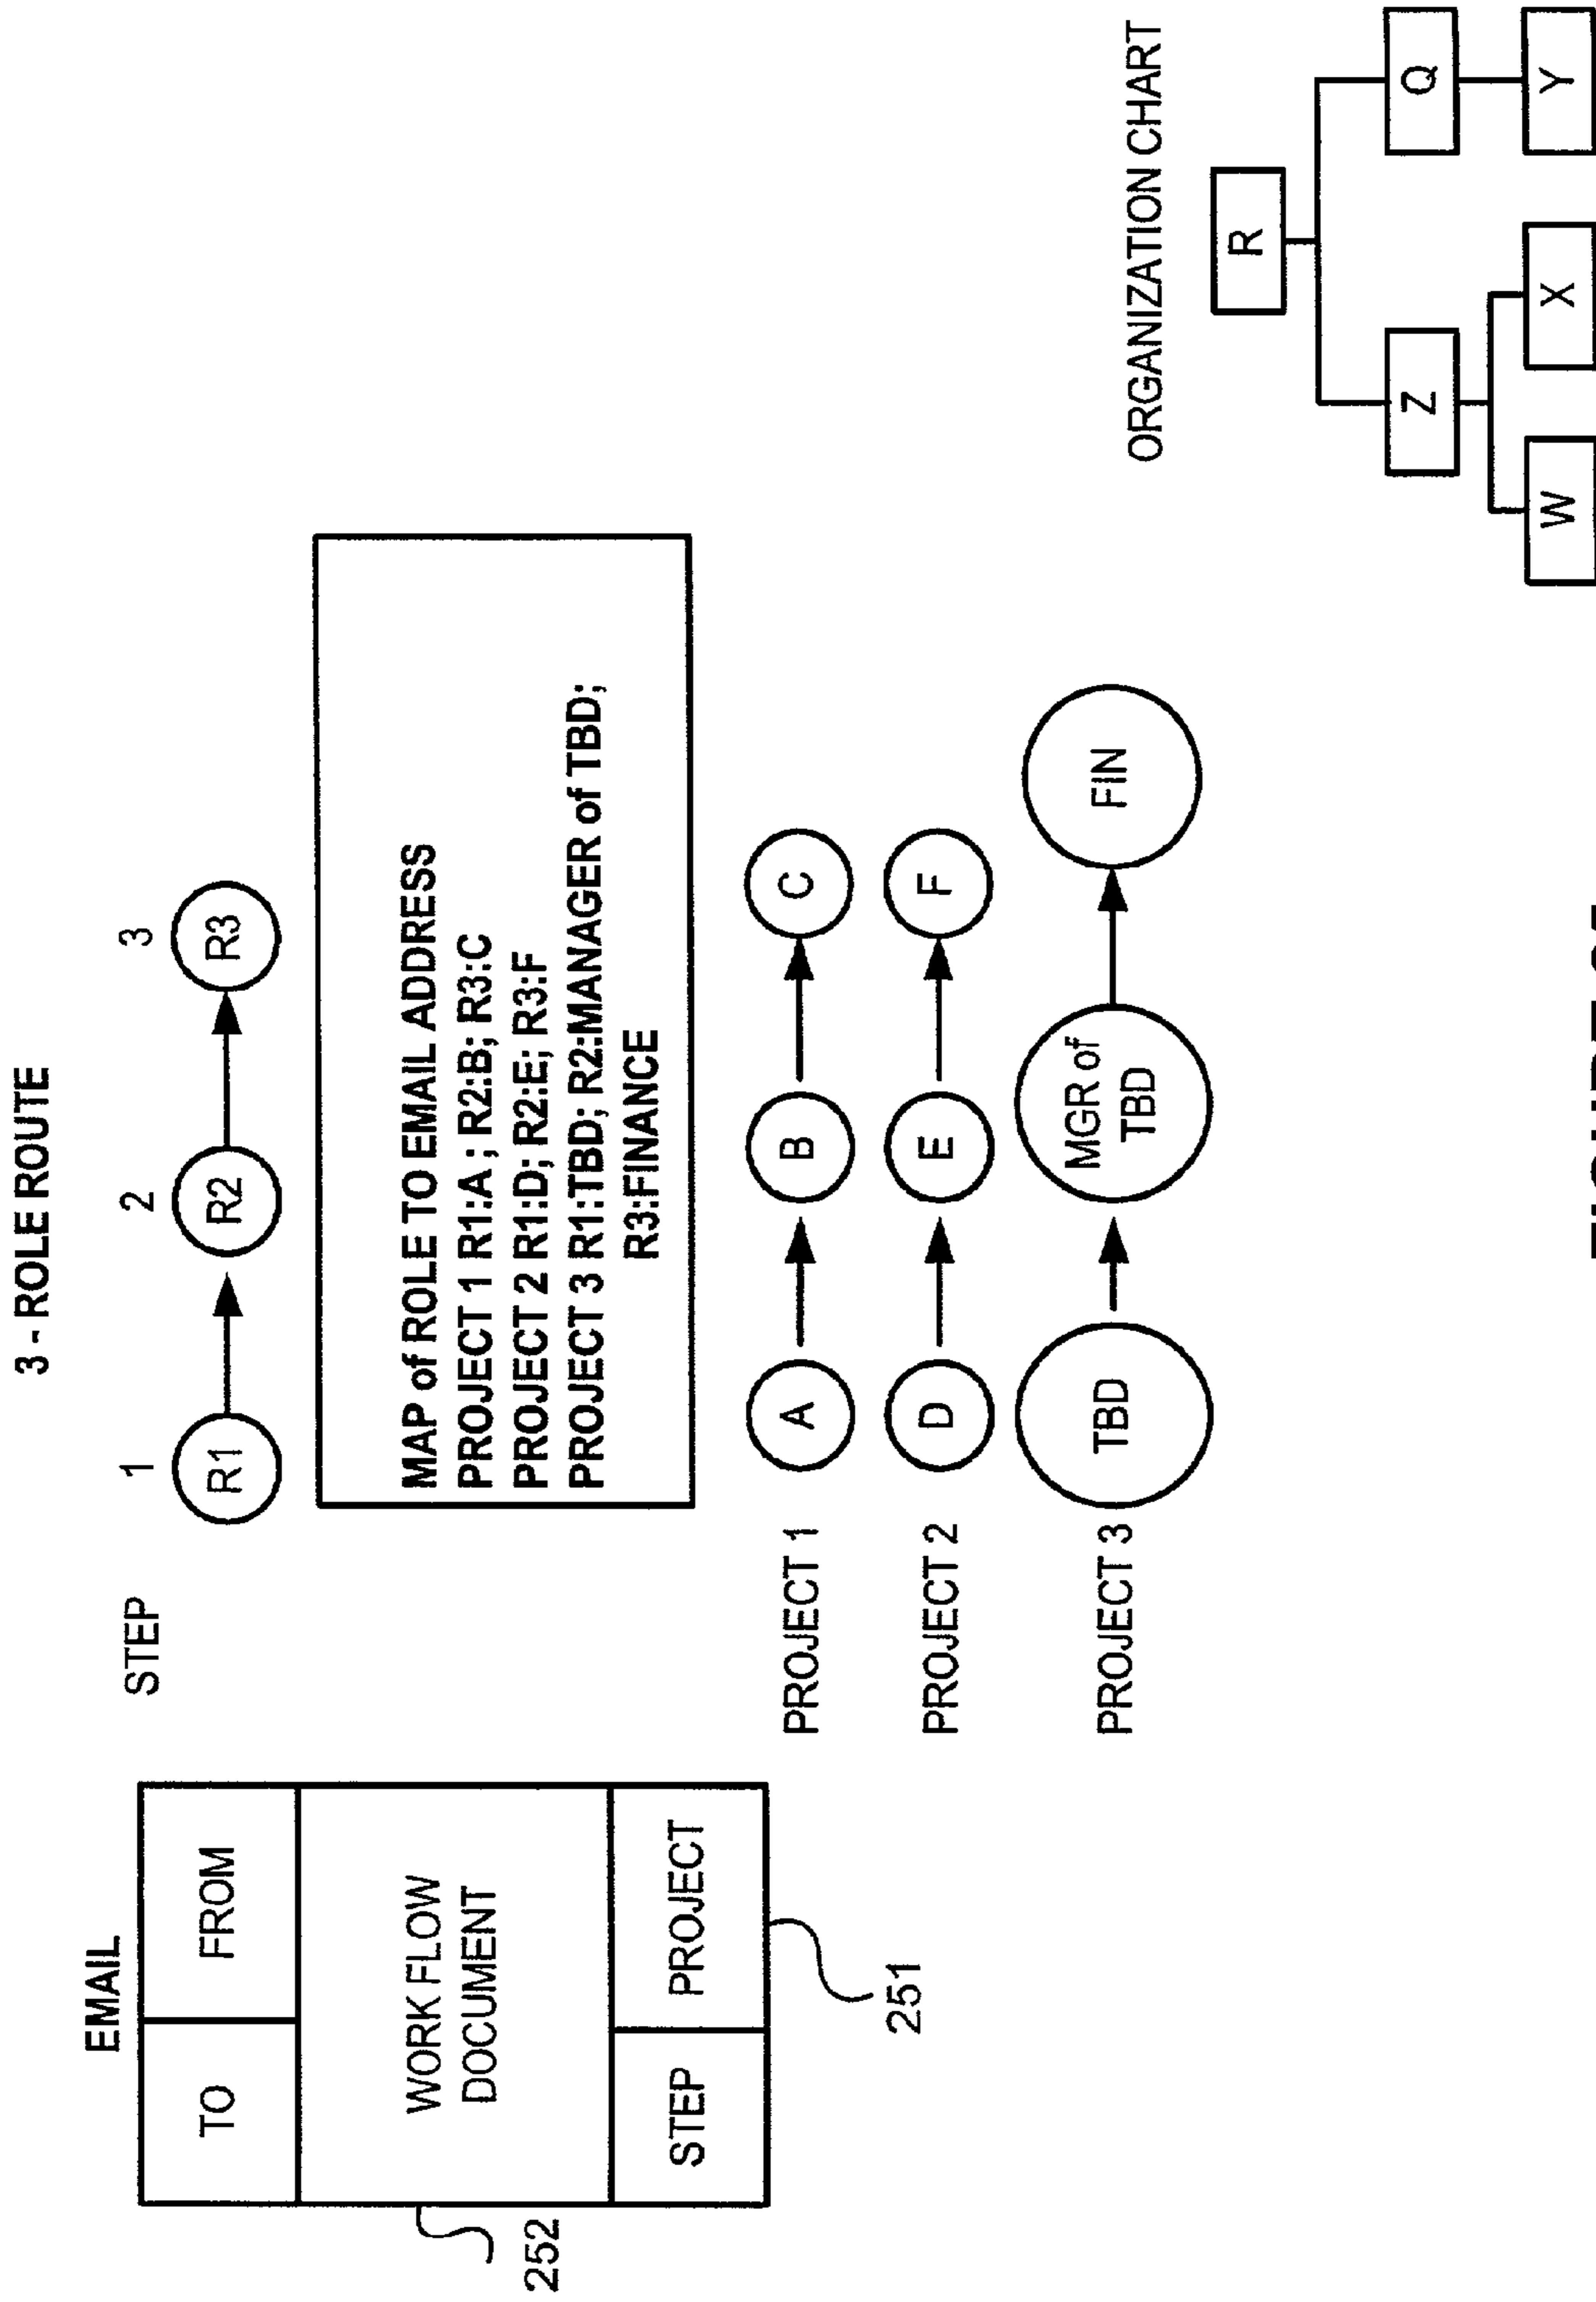 3 - ROLE ROUTE
EMAIL
TO
FROM
WORK FLOW
DOCUMENT
STEP
PROJECT
252
251
STEP
1
2
3
R1
R2
R3
MAP of ROLE TO EMAIL ADDRESS
PROJECT 1 R1:A ; R2:B; R3:C
PROJECT 2 R1:D; R2:E; R3:F
PROJECT 3 R1:TBD; R2:MANAGER of TBD;
R3:FINANCE
PROJECT 1
A
B
C
PROJECT 2
D
E
F
PROJECT 3
TBD
MGR of
TBD
FIN
ORGANIZATION CHART
R
Z
Q
W
X
Y